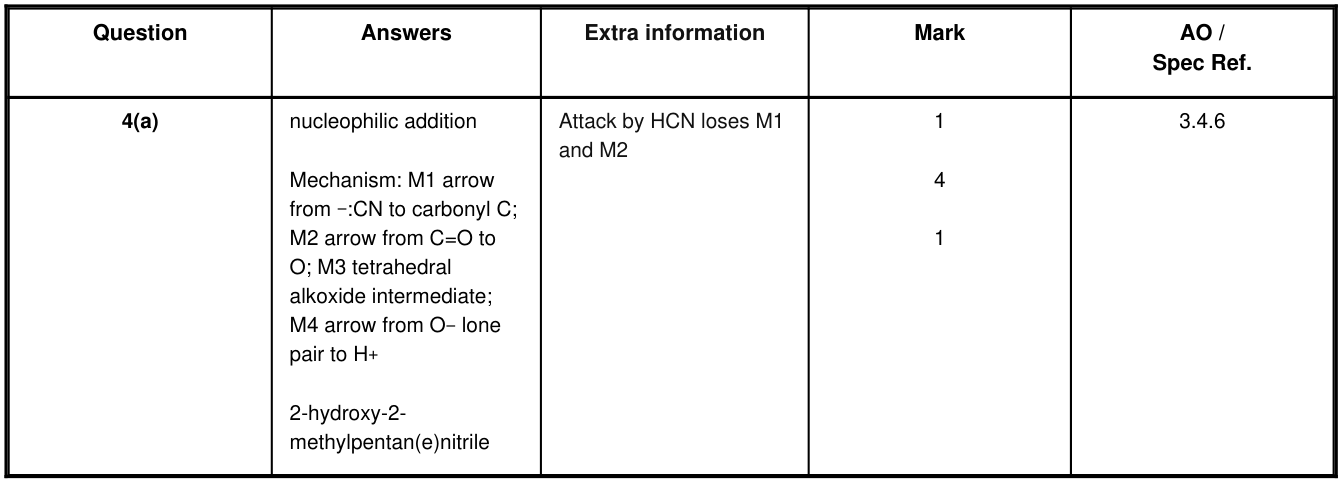 Question Answers Extra information Mark AO /
Spec Ref.
4(a)
nucleophilic addition
Mechanism: M1 arrow
from −:CN to carbonyl C;
M2 arrow from C=O to
O; M3 tetrahedral
alkoxide intermediate;
M4 arrow from O− lone
pair to H+
2-hydroxy-2-
methylpentan(e)nitrile
Attack by HCN loses M1
and M2
1
4
1
3.4.6